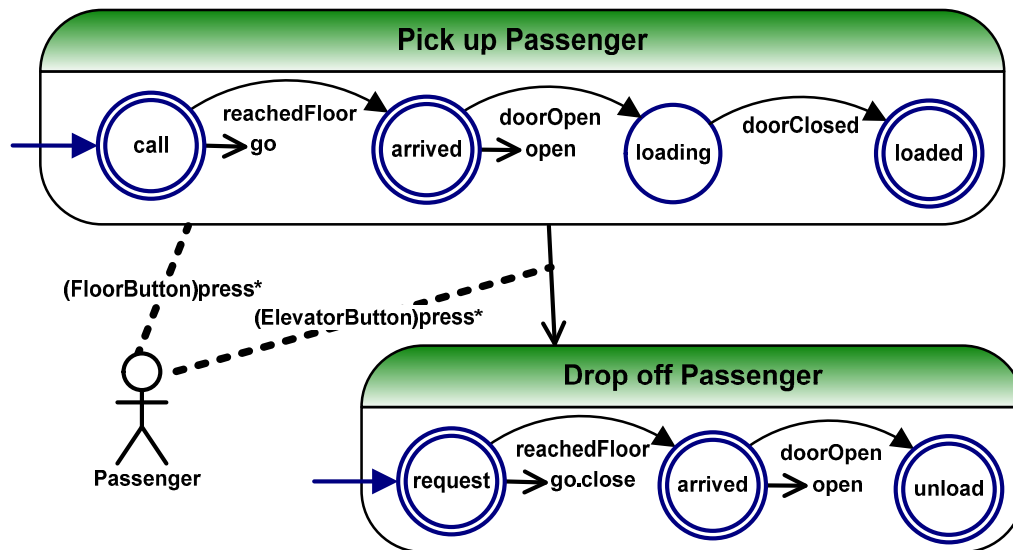 Pick up Passenger
call
reachedFloor
go
arrived
doorOpen
open
loading
doorClosed
loaded
(FloorButton)press*
(ElevatorButton)press*
Passenger
Drop off Passenger
request
reachedFloor
go.close
arrived
doorOpen
open
unload